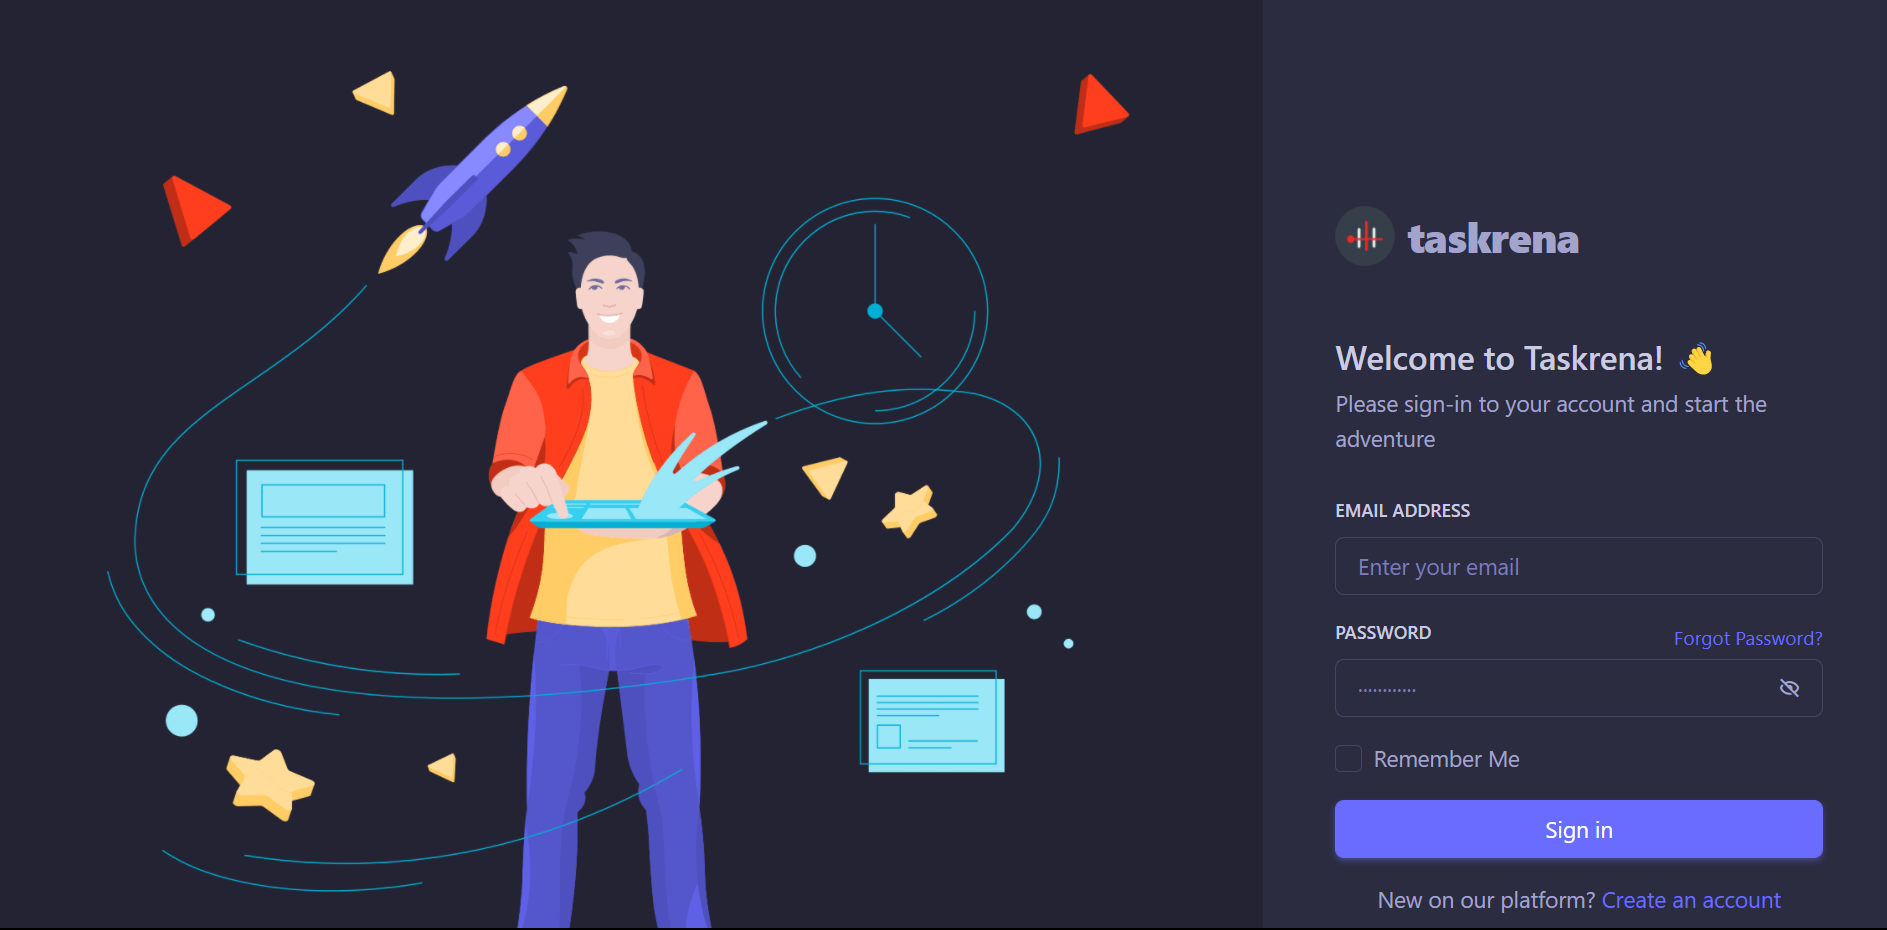 taskrena
Welcome to Taskrena! 👋
Please sign-in to your account and start the
adventure
EMAIL ADDRESS
Enter your email
PASSWORD
Forgot Password?
············
Remember Me
Sign in
New on our platform? Create an account